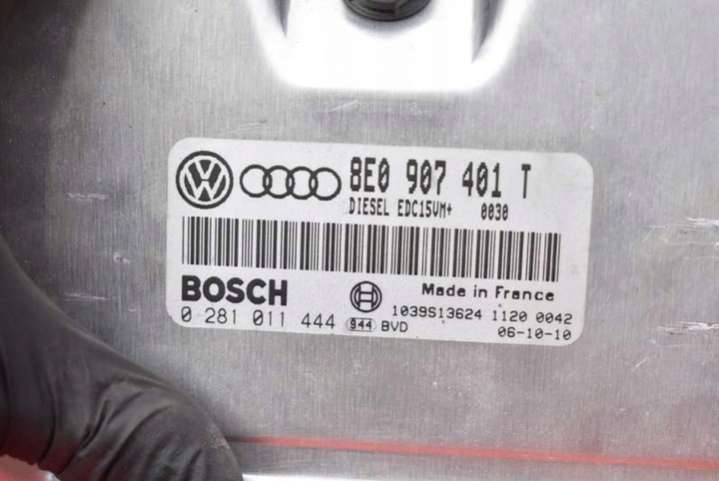 8E0 907 401 T
DIESEL EDC15VM+ 0030
BOSCH
Made in France
0 281 011 444 944 BVD
1039S13624 1120 0042
06-10-10